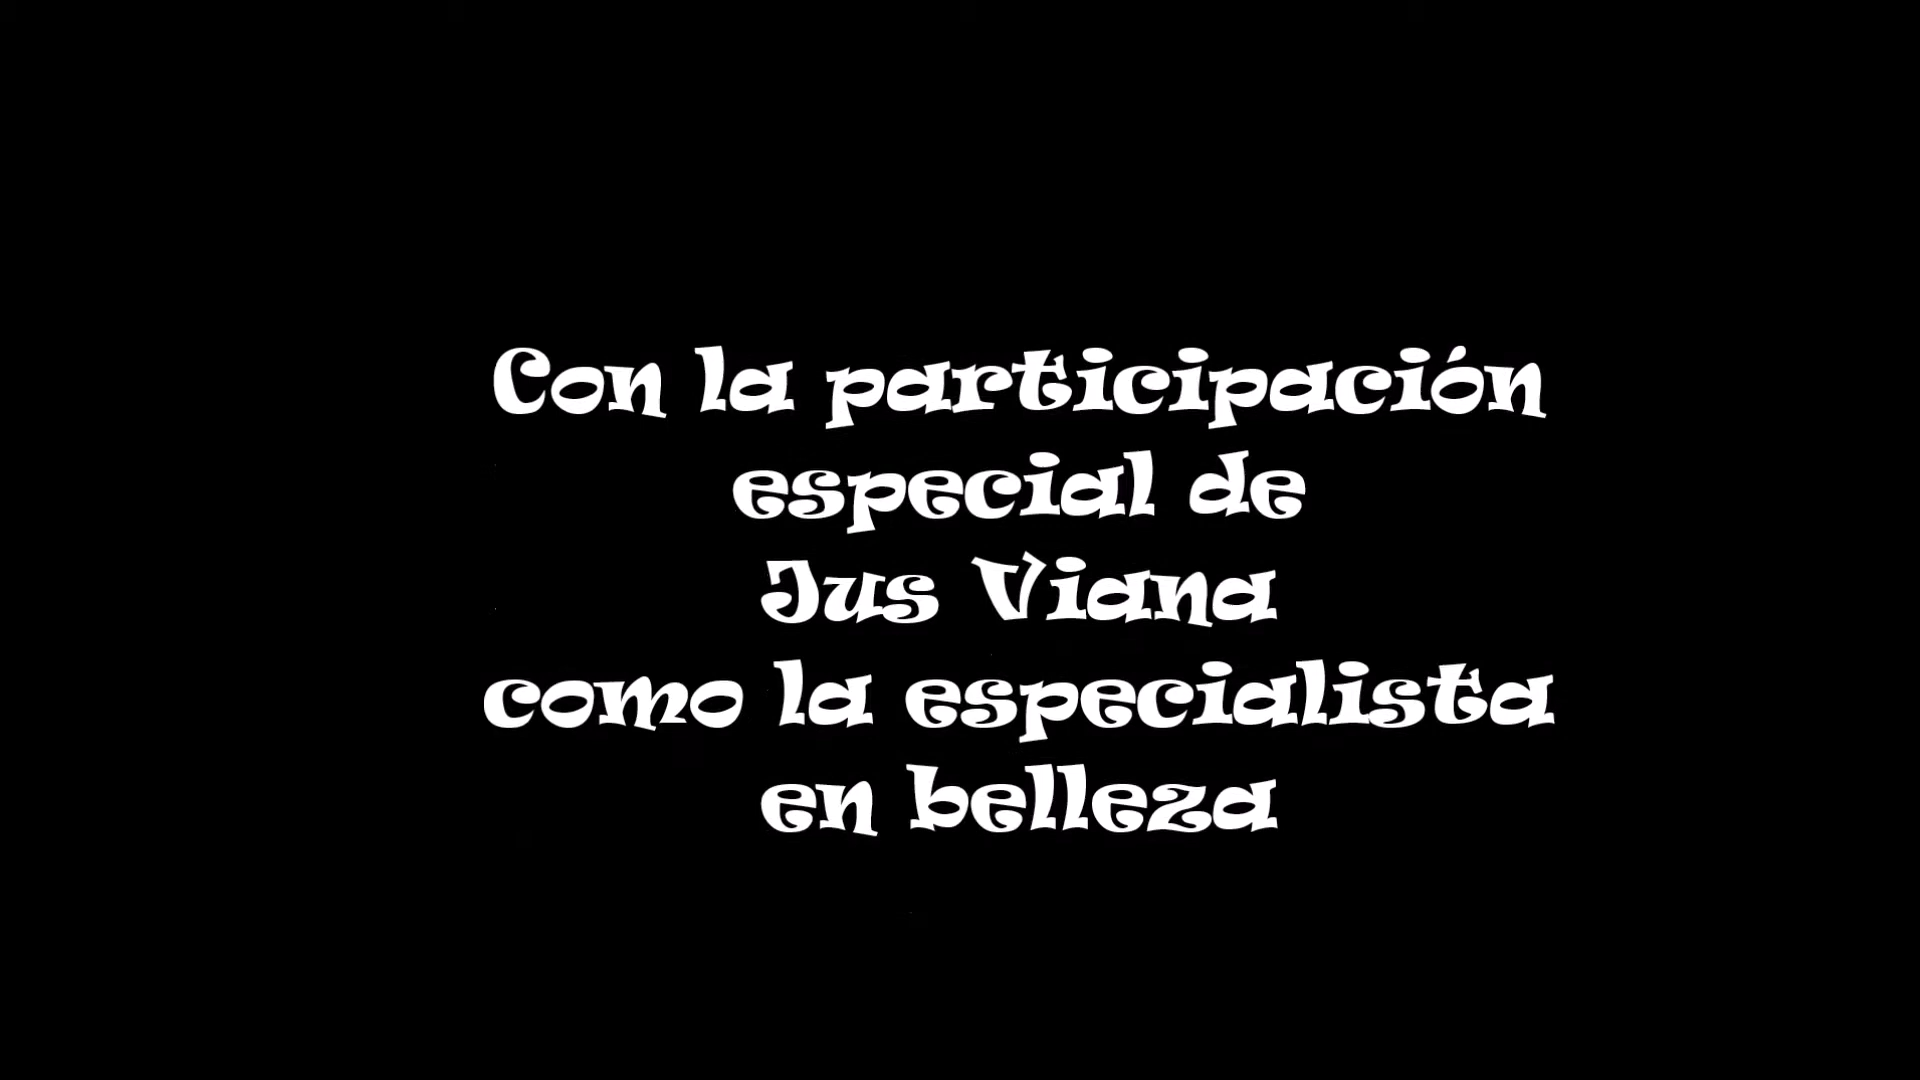 Con la participación
especial de
Jus Viana
como la especialista
en belleza